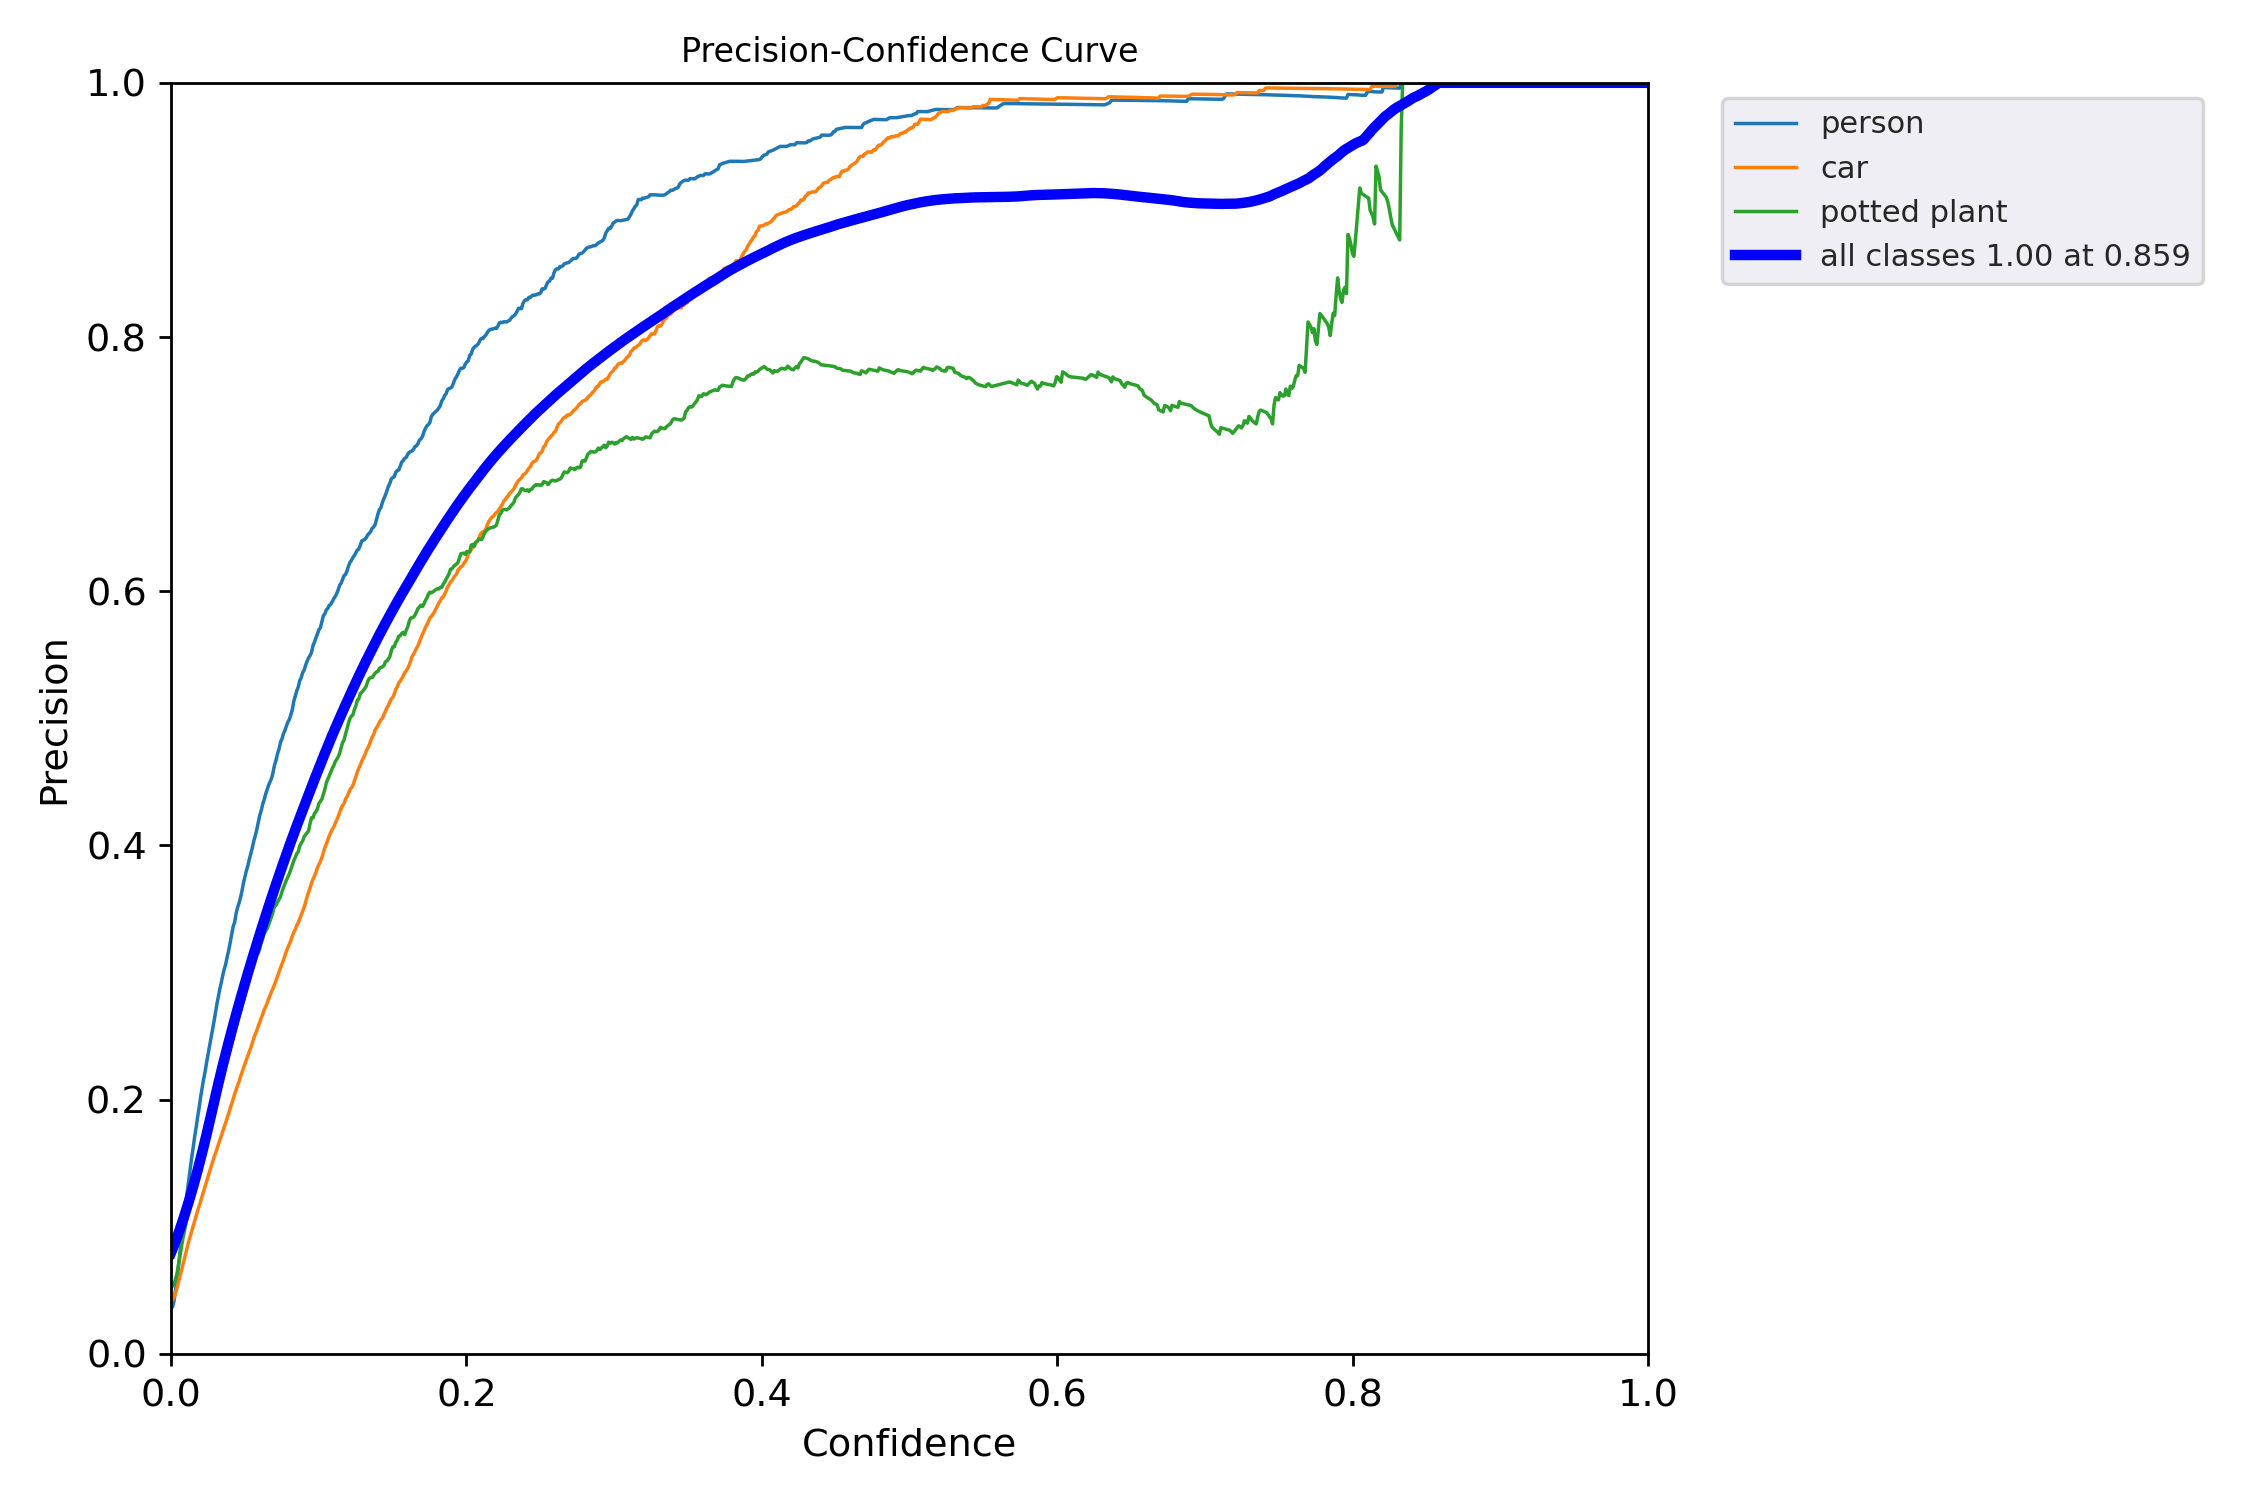 Precision-Confidence Curve
1.0
0.8
0.6
0.4
0.2
0.0
Precision
0.0 0.2 0.4 0.6 0.8 1.0
Confidence
person
car
potted plant
all classes 1.00 at 0.859